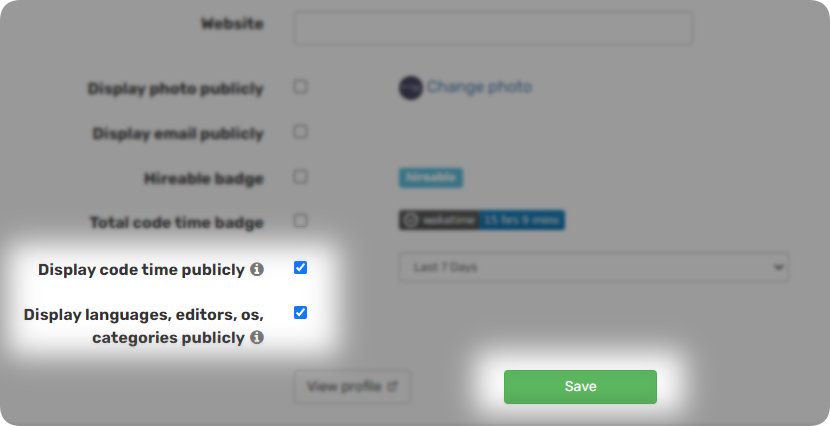 Website
Display photo publicly
Change photo
Display email publicly
Hireable badge
hireable
Total code time badge
wakatime 15 hrs 9 mins
Display code time publicly
Last 7 Days
Display languages, editors, os,
categories publicly
View profile
Save